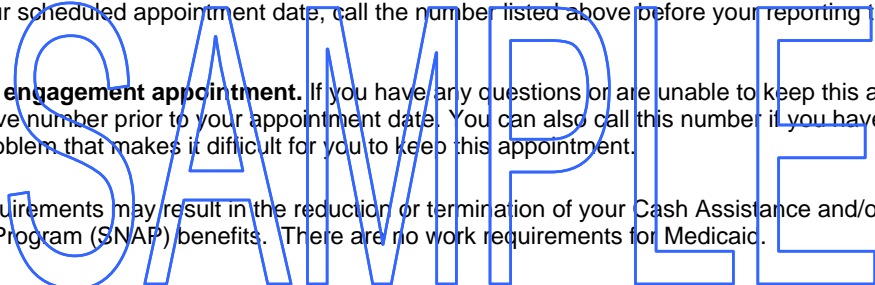 r scheduled appointment date, call the number listed above before your reporting t
engagement appointment. If you have any questions or are unable to keep this a
ve number prior to your appointment date. You can also call this number if you have
oblem that makes it difficult for you to keep this appointment.
uirements may result in the reduction or termination of your Cash Assistance and/o
Program (SNAP) benefits. There are no work requirements for Medicaid.
SAMPLE